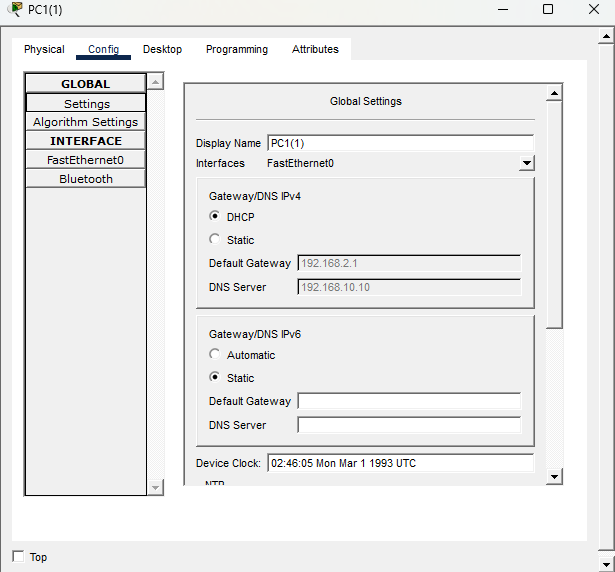 PC1(1)
Physical Config Desktop Programming Attributes
GLOBAL
Settings
Algorithm Settings
INTERFACE
FastEthernet0
Bluetooth
Global Settings
Display Name PC1(1)
Interfaces FastEthernet0
Gateway/DNS IPv4
DHCP
Static
Default Gateway 192.168.2.1
DNS Server 192.168.10.10
Gateway/DNS IPv6
Automatic
Static
Default Gateway
DNS Server
Device Clock: 02:46:05 Mon Mar 1 1993 UTC
NTP
Top